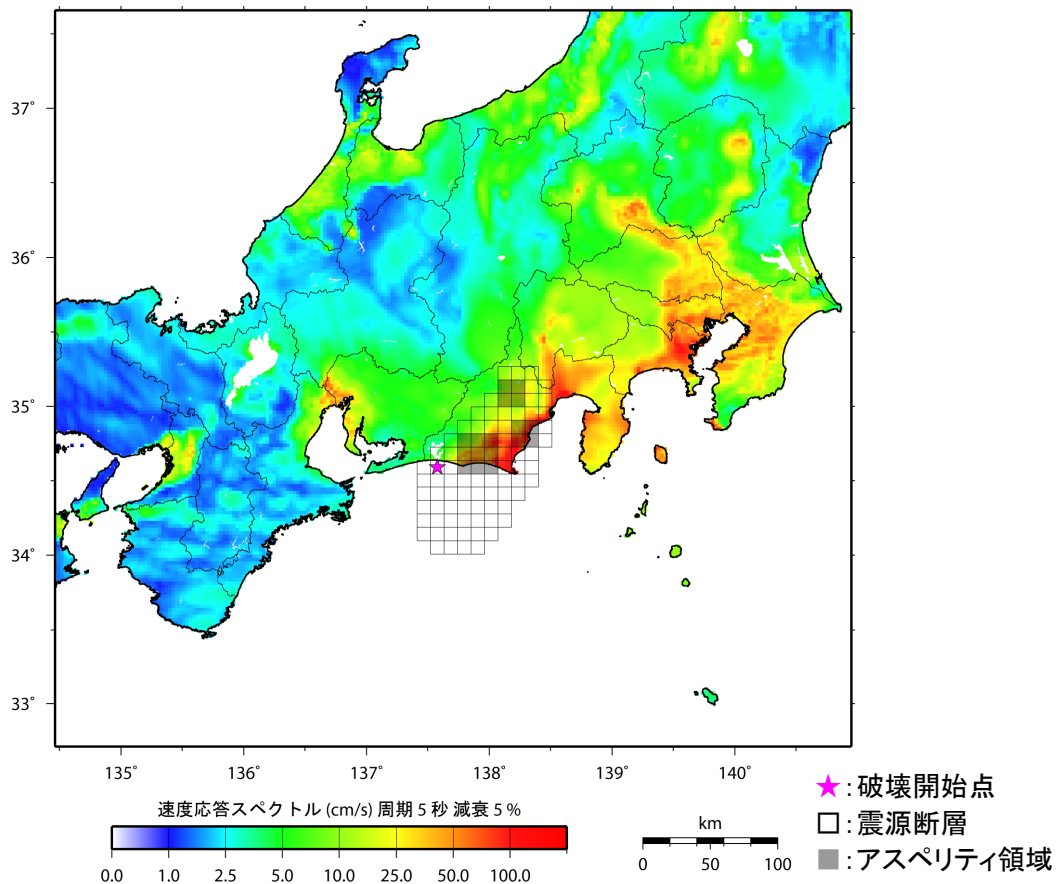 37°
36°
35°
34°
33°
135° 136° 137° 138° 139° 140°
速度応答スペクトル (cm/s) 周期 5 秒 減衰 5 %
0.0 1.0 2.5 5.0 10.0 25.0 50.0 100.0
km
0 50 100
★ : 破壊開始点
□ : 震源断層
■ : アスペリティ領域